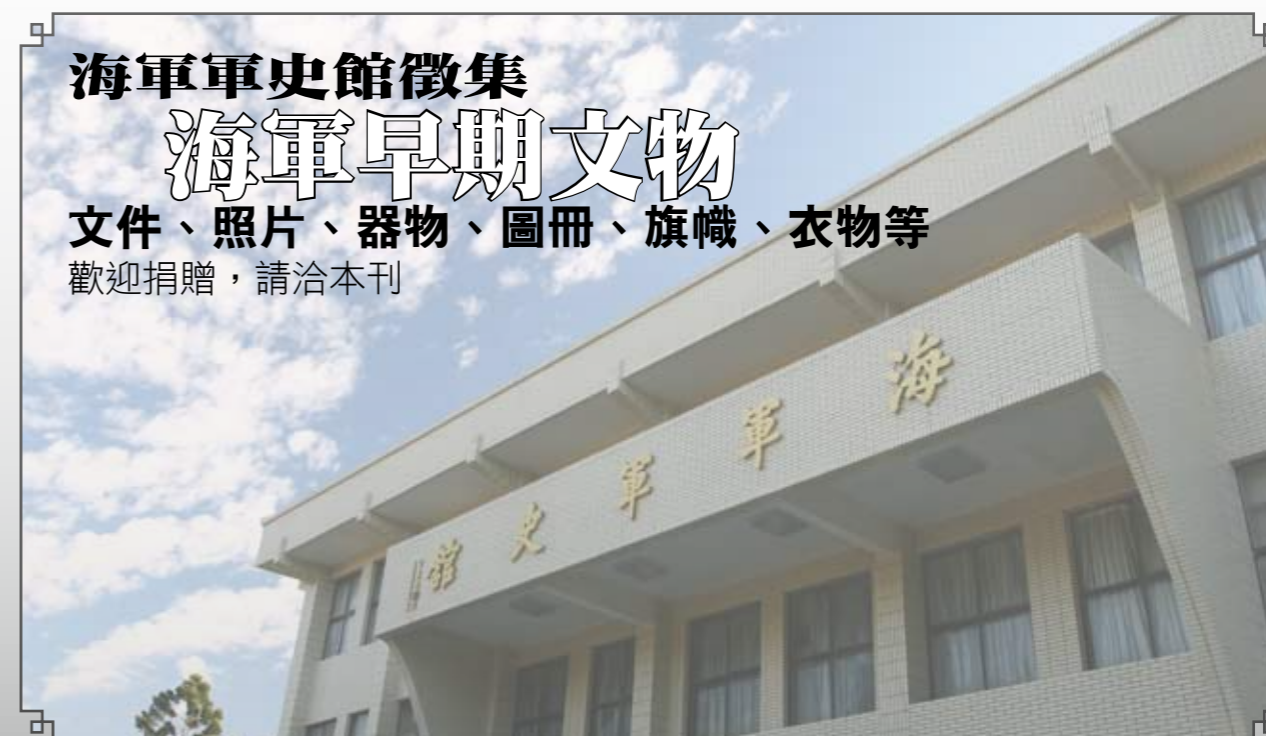 海軍軍史館徵集
海軍早期文物
文件、照片、器物、圖冊、旗幟、衣物等
歡迎捐贈，請洽本刊
海軍軍史館